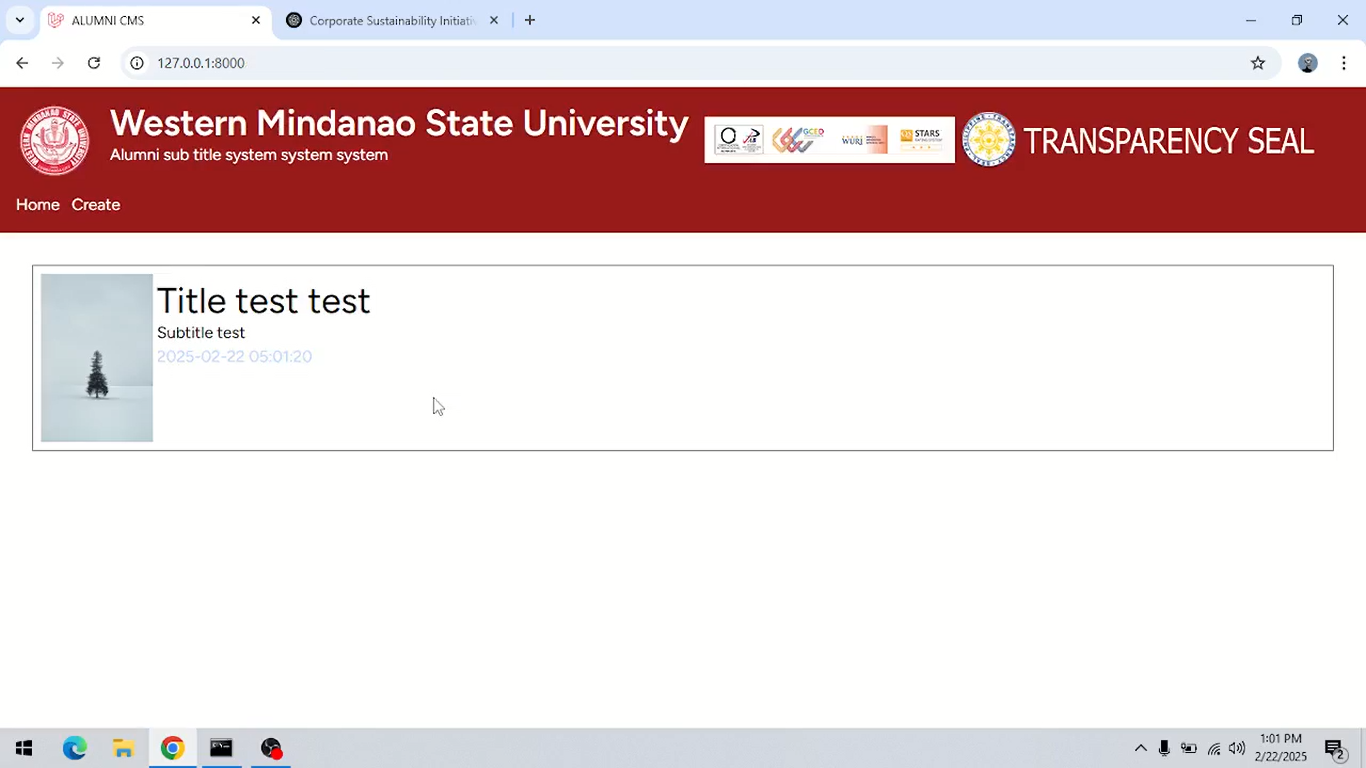 ALUMNI CMS
Corporate Sustainability Initiati
127.0.0.1:8000
Western Mindanao State University
Alumni sub title system system system
GCED
WURI
STARS
TRANSPARENCY SEAL
Home Create
Title test test
Subtitle test
2025-02-22 05:01:20
1:01 PM
2/22/2025
2